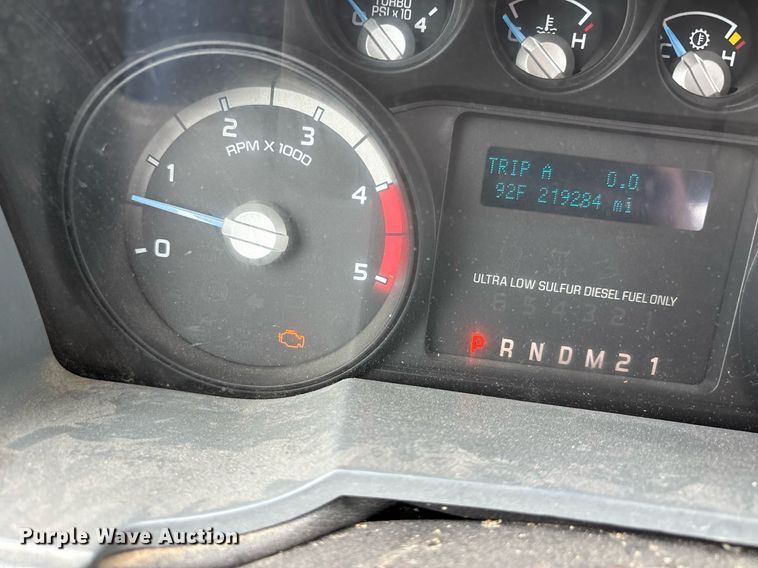 TURBO
PSI x 10
4
H
C
H
0
1
2
3
4
5
RPM X 1000
TRIP A 0.0
92F 219284 mi
ULTRA LOW SULFUR DIESEL FUEL ONLY
P R N D M 2 1
Purple Wave Auction